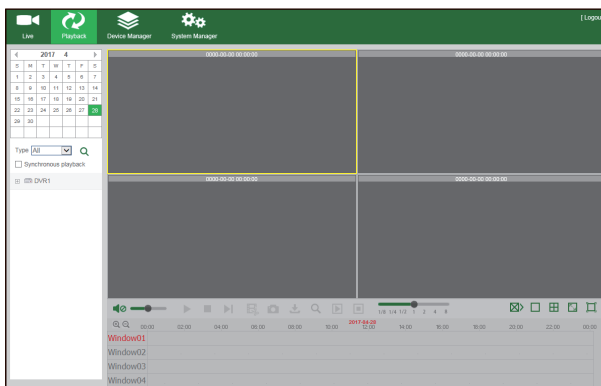 [ Logou
Live Playback Device Manager System Manager
2017 4
S M T W T F S
1 2 3 4 5 6 7
8 9 10 11 12 13 14
15 16 17 18 19 20 21
22 23 24 25 26 27 28
29 30
Type All
Synchronous playback
DVR1
0000-00-00 00:00:00 0000-00-00 00:00:00
0000-00-00 00:00:00 0000-00-00 00:00:00
1/8 1/4 1/2 1 2 4 8
2017-04-28
00:00 02:00 04:00 06:00 08:00 10:00 12:00 14:00 16:00 18:00 20:00 22:00 00:00
Window01
Window02
Window03
Window04